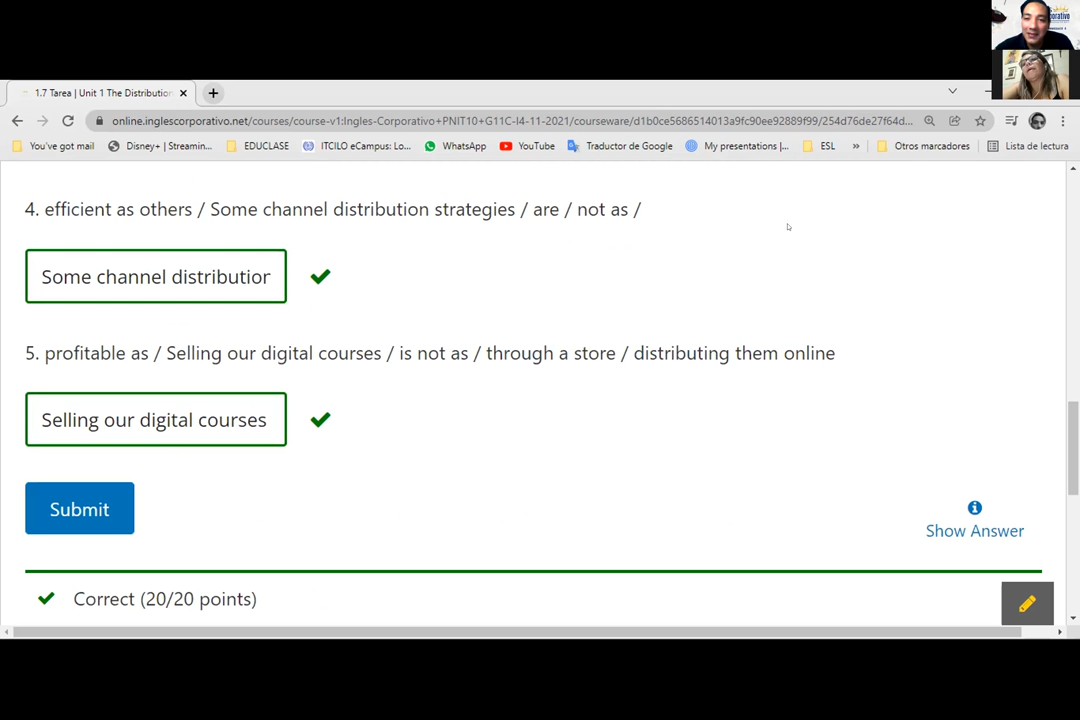 1.7 Tarea | Unit 1 The Distribution
online.inglescorporativo.net/courses/course-v1:Ingles-Corporativo+PNIT10+G11C-I4-11-2021/courseware/d1b0ce5686514013a9fc90ee92889f99/254d76de27f64d...
You've got mail Disney+ | Streamin... EDUCLASE ITCILO eCampus: Lo... WhatsApp YouTube Traductor de Google My presentations |... ESL » Otros marcadores Lista de lectura
4. efficient as others / Some channel distribution strategies / are / not as /
Some channel distribution
5. profitable as / Selling our digital courses / is not as / through a store / distributing them online
Selling our digital courses
Submit
Show Answer
Correct (20/20 points)